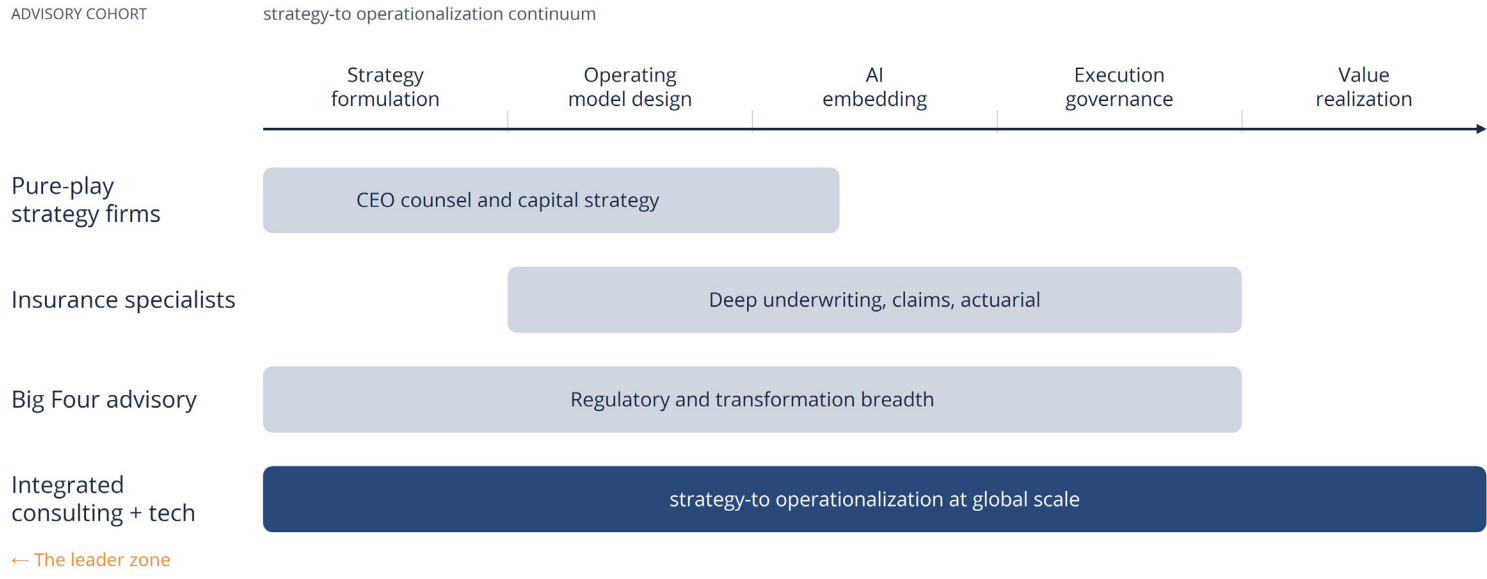 ADVISORY COHORT
strategy-to operationalization continuum
Strategy
formulation
Operating
model design
AI
embedding
Execution
governance
Value
realization
Pure-play
strategy firms
CEO counsel and capital strategy
Insurance specialists
Deep underwriting, claims, actuarial
Big Four advisory
Regulatory and transformation breadth
Integrated
consulting + tech
strategy-to operationalization at global scale
← The leader zone